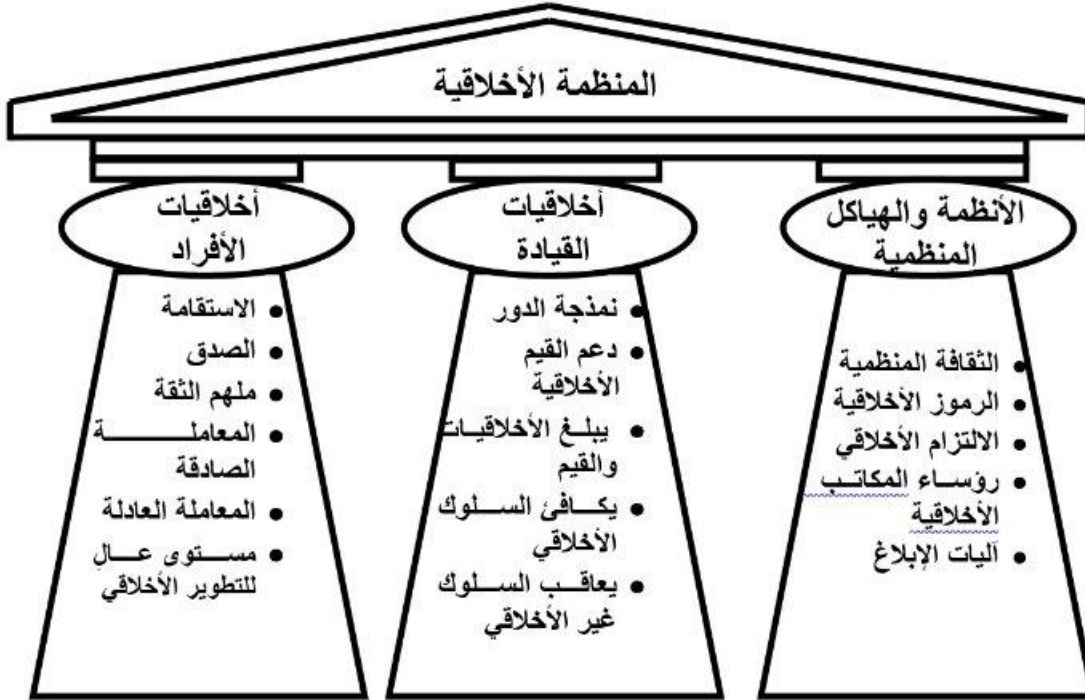 المنظمة الأخلاقية
الأنظمة والهياكل
المنظمية
• الثقافة المنظمية
• الرموز الأخلاقية
• الالتزام الأخلاقي
• رؤساء المكاتب
الأخلاقية
• آليات الإبلاغ
أخلاقيات
القيادة
• نمذجة الدور
• دعم القيم
الأخلاقية
• يبلغ الأخلاقيات
والقيم
• يكافئ السلوك
الأخلاقي
• يعاقب السلوك
غير الأخلاقي
أخلاقيات
الأفراد
• الاستقامة
• الصدق
• ملهم الثقة
• المعاملة
الصادقة
• المعاملة العادلة
• مستوى عالِ
للتطوير الأخلاقي